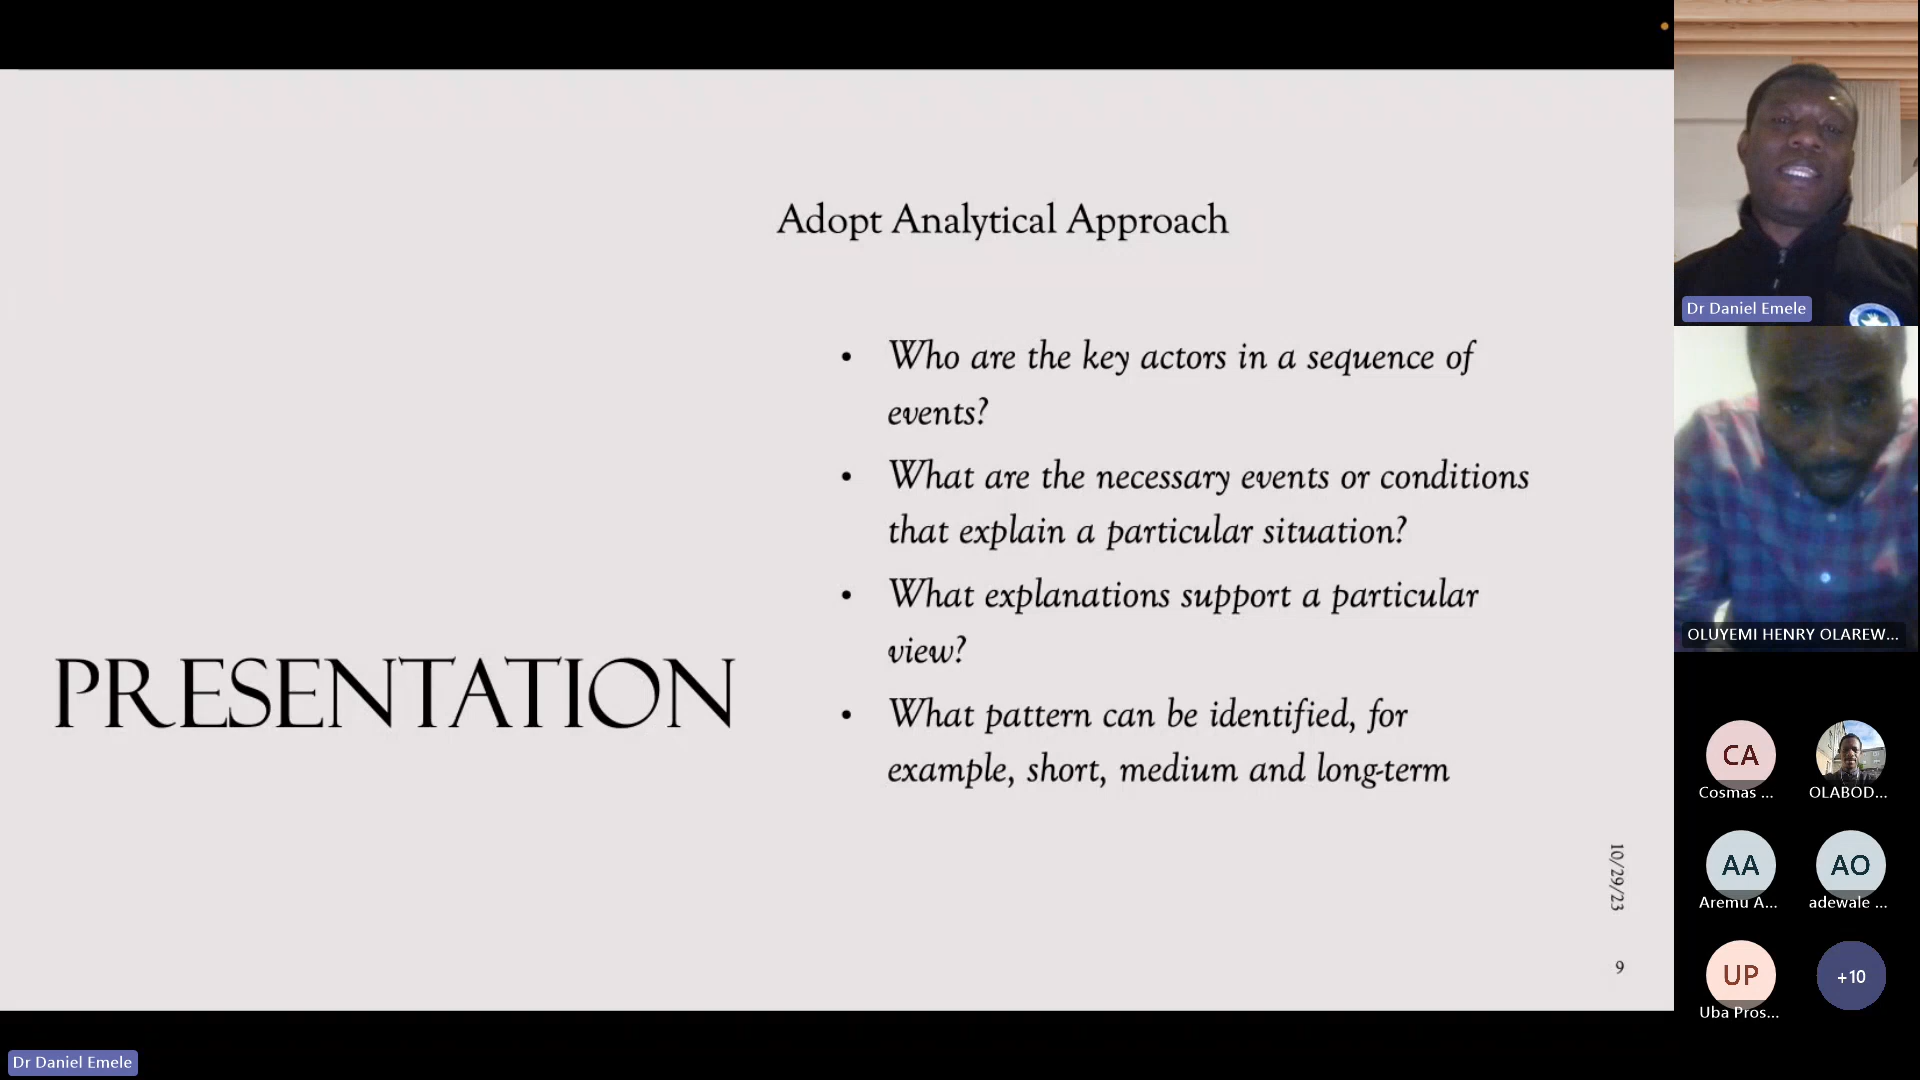 Adopt Analytical Approach
• Who are the key actors in a sequence of
events?
• What are the necessary events or conditions
that explain a particular situation?
• What explanations support a particular
view?
• What pattern can be identified, for
example, short, medium and long-term
PRESENTATION
10/29/23
9
Dr Daniel Emele
OLUYEMI HENRY OLAREW...
CA
Cosmas ...
OLABOD...
AA
Aremu A...
AO
adewale ...
UP
Uba Pros...
+10
Dr Daniel Emele